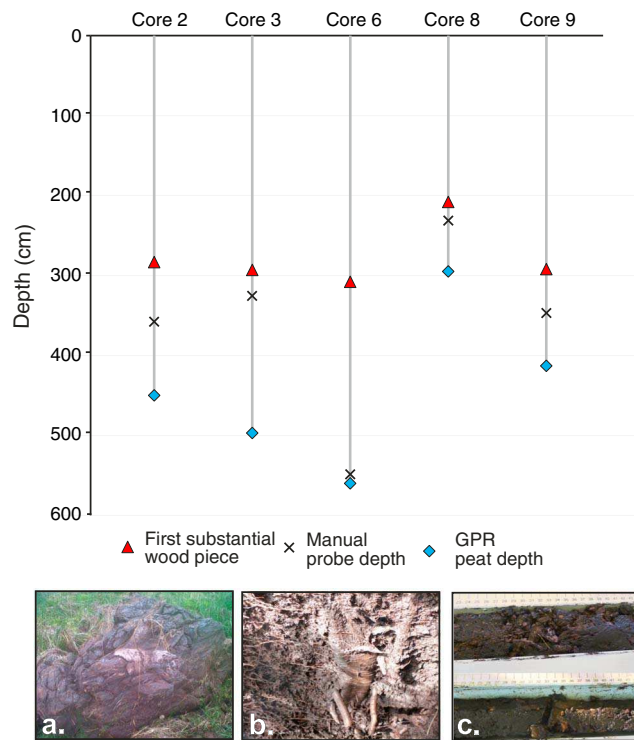 Core 2 Core 3 Core 6 Core 8 Core 9
0
100
200
300
400
500
600
Depth (cm)
First substantial
wood piece
Manual
probe depth
GPR
peat depth
a.
b.
c.